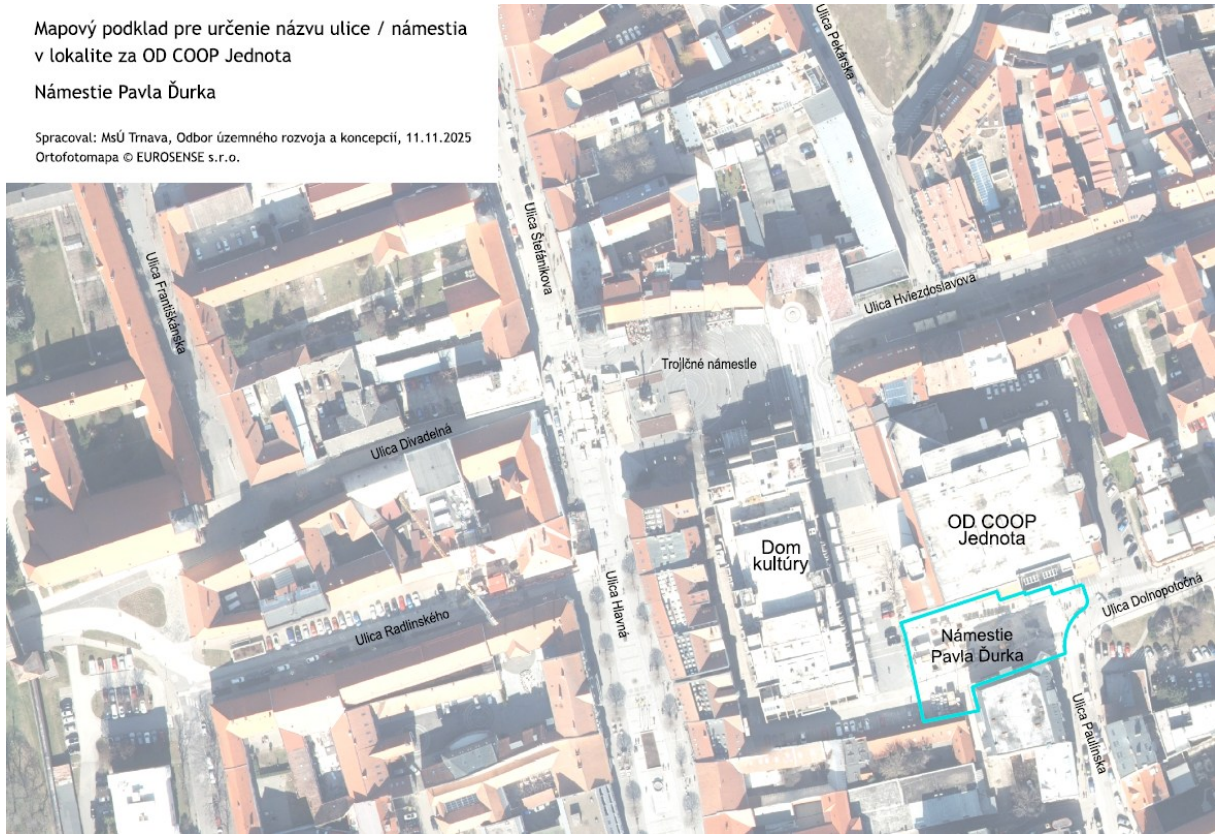 Mapový podklad pre určenie názvu ulice / námestia
v lokalite za OD COOP Jednota
Námestie Pavla Ďurka
Spracoval: MsÚ Trnava, Odbor územného rozvoja a koncepcií, 11.11.2025
Ortofotomapa © EUROSENSE s.r.o.
Ulica Pekárska
Ulica Štefánikova
Ulica Františkánska
Ulica Hviezdoslavova
Trojičné námestie
Ulica Divadelná
OD COOP
Jednota
Dom
kultúry
Ulica Hlavná
Ulica Dolnopotočná
Ulica Radlinského
Námestie
Pavla Ďurka
Ulica Paulínska